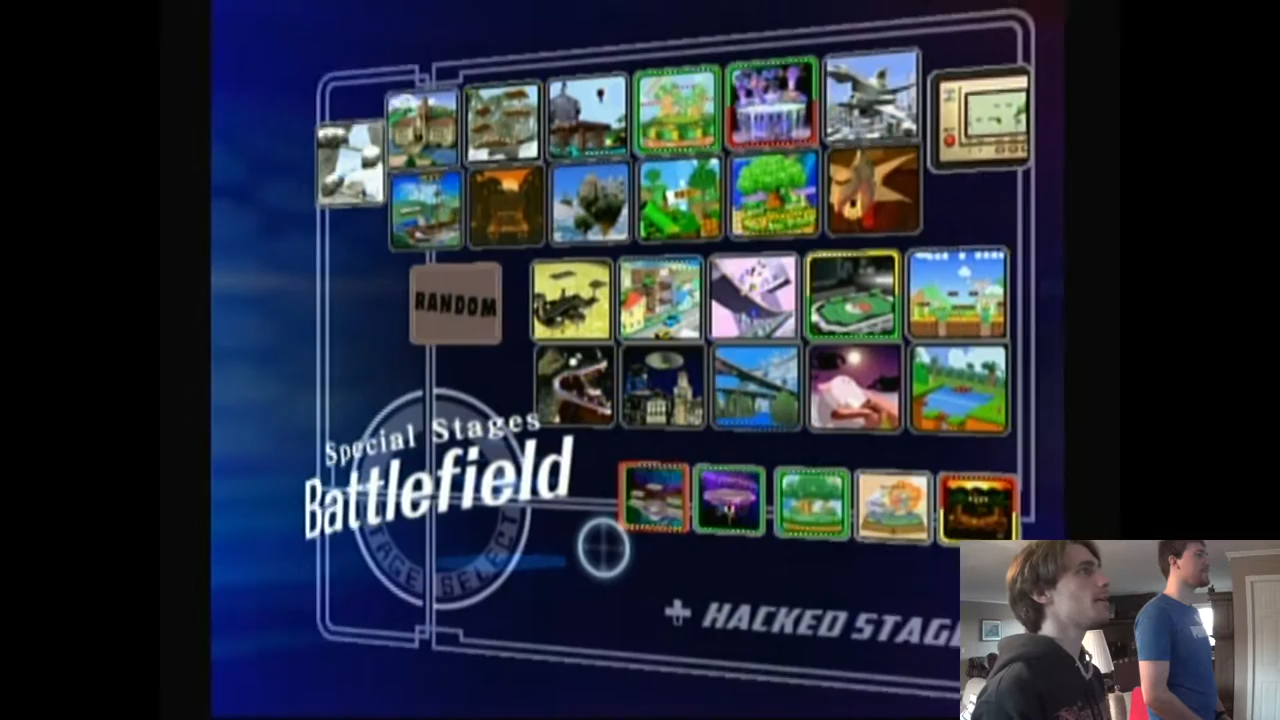 RANDOM
Special Stages
Battlefield
STAGE SELECT
+ HACKED STAG